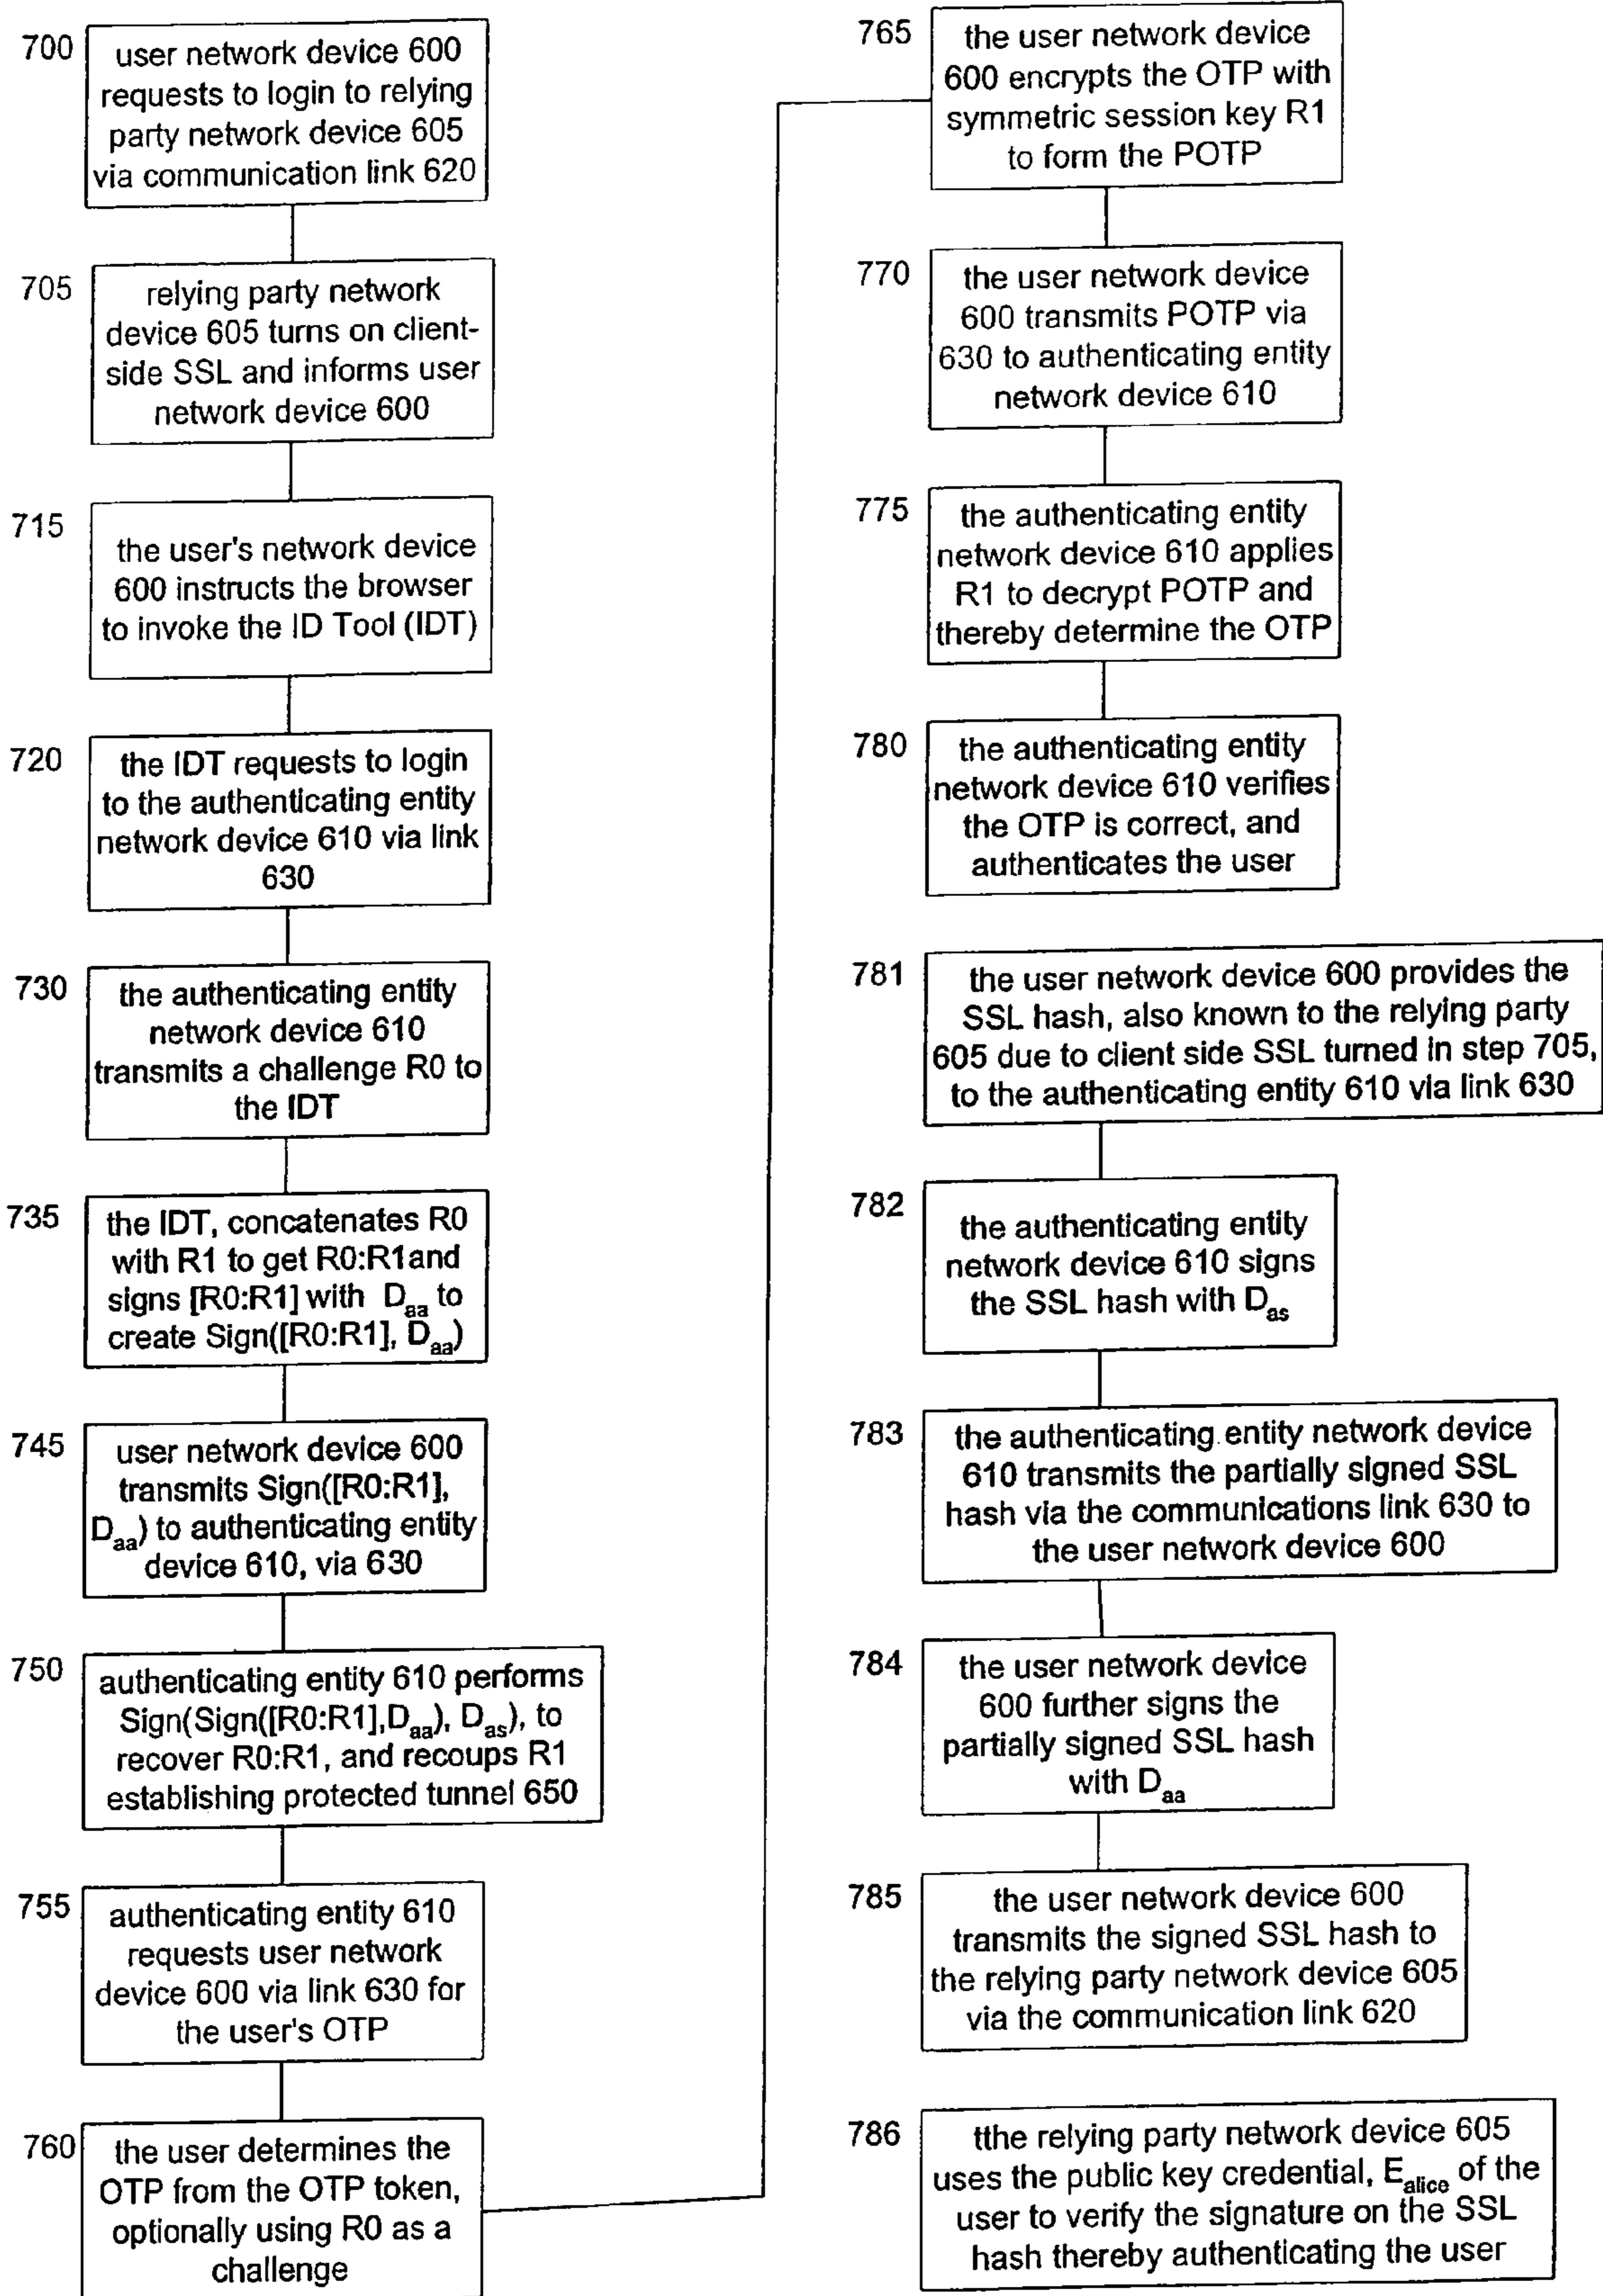 700
user network device 600
requests to login to relying
party network device 605
via communication link 620
705
relying party network
device 605 turns on client-
side SSL and informs user
network device 600
715
the user's network device
600 instructs the browser
to invoke the ID Tool (IDT)
720
the IDT requests to login
to the authenticating entity
network device 610 via link
630
730
the authenticating entity
network device 610
transmits a challenge R0 to
the IDT
735
the IDT, concatenates R0
with R1 to get R0:R1and
signs [R0:R1] with Daa to
create Sign([R0:R1], Daa)
745
user network device 600
transmits Sign([R0:R1],
Daa) to authenticating entity
device 610, via 630
750
authenticating entity 610 performs
Sign(Sign([R0:R1],Daa), Das), to
recover R0:R1, and recoups R1
establishing protected tunnel 650
755
authenticating entity 610
requests user network
device 600 via link 630 for
the user's OTP
760
the user determines the
OTP from the OTP token,
optionally using R0 as a
challenge
765
the user network device
600 encrypts the OTP with
symmetric session key R1
to form the POTP
770
the user network device
600 transmits POTP via
630 to authenticating entity
network device 610
775
the authenticating entity
network device 610 applies
R1 to decrypt POTP and
thereby determine the OTP
780
the authenticating entity
network device 610 verifies
the OTP is correct, and
authenticates the user
781
the user network device 600 provides the
SSL hash, also known to the relying party
605 due to client side SSL turned in step 705,
to the authenticating entity 610 via link 630
782
the authenticating entity
network device 610 signs
the SSL hash with Das
783
the authenticating entity network device
610 transmits the partially signed SSL
hash via the communications link 630 to
the user network device 600
784
the user network device
600 further signs the
partially signed SSL hash
with Daa
785
the user network device 600
transmits the signed SSL hash to
the relying party network device 605
via the communication link 620
786
tthe relying party network device 605
uses the public key credential, Ealice of the
user to verify the signature on the SSL
hash thereby authenticating the user